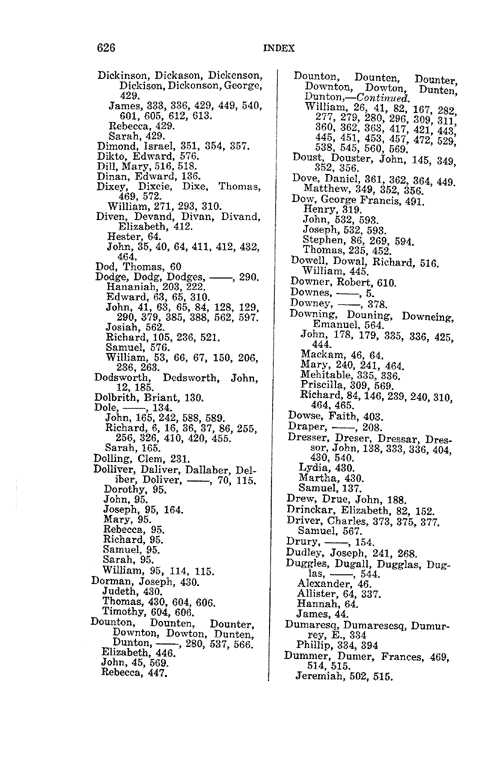 626
INDEX
Dickinson, Dickason, Dickenson,
Dickison, Dickonson, George,
429.
James, 333, 336, 429, 449, 540,
601, 605, 612, 613.
Rebecca, 429.
Sarah, 429.
Dimond, Israel, 351, 354, 357.
Dikto, Edward, 576.
Dill, Mary, 516, 518.
Dinan, Edward, 136.
Dixey, Dixcie, Dixe, Thomas,
469, 572.
William, 271, 293, 310.
Diven, Devand, Divan, Divand,
Elizabeth, 412.
Hester, 64.
John, 35, 40, 64, 411, 412, 432,
464.
Dod, Thomas, 60
Dodge, Dodg, Dodges, ——, 290.
Hananiah, 203, 222.
Edward, 63, 65, 310.
John, 41, 63, 65, 84, 128, 129,
290, 379, 385, 388, 562, 597.
Josiah, 562.
Richard, 105, 236, 521.
Samuel, 576.
William, 53, 66, 67, 150, 206,
236, 263.
Dodsworth, Dedsworth, John,
12, 185.
Dolbrith, Briant, 130.
Dole, ——, 134.
John, 165, 242, 588, 589.
Richard, 6, 16, 36, 37, 86, 255,
256, 326, 410, 420, 455.
Sarah, 165.
Dolling, Clem, 231.
Dolliver, Daliver, Dallaber, Del-
iber, Doliver, ——, 70, 115.
Dorothy, 95.
John, 95.
Joseph, 95, 164.
Mary, 95.
Rebecca, 95.
Richard, 95.
Samuel, 95.
Sarah, 95.
William, 95, 114, 115.
Dorman, Joseph, 430.
Judeth, 430.
Thomas, 430, 604, 606.
Timothy, 604, 606.
Dounton, Dounten, Dounter,
Downton, Dowton, Dunten,
Dunton, ——, 280, 537, 566.
Elizabeth, 446.
John, 45, 569.
Rebecca, 447.
Dounton, Dounten, Dounter,
Downton, Dowton, Dunten,
Dunton,—Continued.
William, 26, 41, 82, 167, 282,
277, 279, 280, 296, 309, 311,
360, 362, 363, 417, 421, 443,
445, 451, 453, 457, 472, 529,
538, 545, 560, 569.
Doust, Douster, John, 145, 349,
352, 356.
Dove, Daniel, 361, 362, 364, 449.
Matthew, 349, 352, 356.
Dow, George Francis, 491.
Henry, 319.
John, 532, 593.
Joseph, 532, 593.
Stephen, 86, 269, 594.
Thomas, 235, 452.
Dowell, Dowal, Richard, 516.
William, 445.
Downer, Robert, 610.
Downes, ——, 5.
Downey, ——, 378.
Downing, Douning, Downeing,
Emanuel, 564.
John, 178, 179, 335, 336, 425,
444.
Mackam, 46, 64.
Mary, 240, 241, 464.
Mehitable, 335, 336.
Priscilla, 309, 569.
Richard, 84, 146, 239, 240, 310,
464, 465.
Dowse, Faith, 403.
Draper, ——, 208.
Dresser, Dreser, Dressar, Dres-
sor, John, 138, 333, 336, 404,
430, 540.
Lydia, 430.
Martha, 430.
Samuel, 137.
Drew, Drue, John, 188.
Drinckar, Elizabeth, 82, 152.
Driver, Charles, 373, 375, 377.
Samuel, 567.
Drury, ——, 154.
Dudley, Joseph, 241, 268.
Duggles, Dugall, Dugglas, Dug-
las, ——, 544.
Alexander, 46.
Allister, 64, 337.
Hannah, 64.
James, 44.
Dumaresq, Dumaresesq, Dumur-
rey, E., 334
Phillip, 334, 394
Dummer, Dumer, Frances, 469,
514, 515.
Jeremiah, 502, 515.